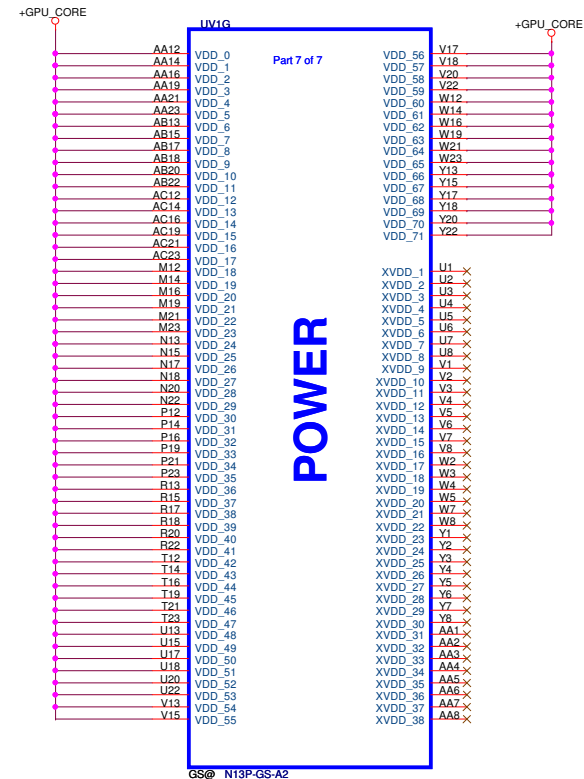 +GPU_CORE
UV1G
+GPU_CORE
Part 7 of 7
AA12 VDD_0 VDD_56 V17
AA14 VDD_1 VDD_57 V18
AA16 VDD_2 VDD_58 V20
AA19 VDD_3 VDD_59 V22
AA21 VDD_4 VDD_60 W12
AA23 VDD_5 VDD_61 W14
AB13 VDD_6 VDD_62 W16
AB15 VDD_7 VDD_63 W19
AB17 VDD_8 VDD_64 W21
AB18 VDD_9 VDD_65 W23
AB20 VDD_10 VDD_66 Y13
AB22 VDD_11 VDD_67 Y15
AC12 VDD_12 VDD_68 Y17
AC14 VDD_13 VDD_69 Y18
AC16 VDD_14 VDD_70 Y20
AC19 VDD_15 VDD_71 Y22
AC21 VDD_16
AC23 VDD_17
M12 VDD_18 XVDD_1 U1
M14 VDD_19 XVDD_2 U2
M16 VDD_20 XVDD_3 U3
M19 VDD_21 XVDD_4 U4
M21 VDD_22 XVDD_5 U5
M23 VDD_23 XVDD_6 U6
N13 VDD_24 XVDD_7 U7
N15 VDD_25 XVDD_8 U8
N17 VDD_26 XVDD_9 V1
N18 VDD_27 XVDD_10 V2
N20 VDD_28 XVDD_11 V3
N22 VDD_29 XVDD_12 V4
P12 VDD_30 XVDD_13 V5
P14 VDD_31 XVDD_14 V6
P16 VDD_32 XVDD_15 V7
P19 VDD_33 XVDD_16 V8
P21 VDD_34 XVDD_17 W2
P23 VDD_35 XVDD_18 W3
R13 VDD_36 XVDD_19 W4
R15 VDD_37 XVDD_20 W5
R17 VDD_38 XVDD_21 W7
R18 VDD_39 XVDD_22 W8
R20 VDD_40 XVDD_23 Y1
R22 VDD_41 XVDD_24 Y2
T12 VDD_42 XVDD_25 Y3
T14 VDD_43 XVDD_26 Y4
T16 VDD_44 XVDD_27 Y5
T19 VDD_45 XVDD_28 Y6
T21 VDD_46 XVDD_29 Y7
T23 VDD_47 XVDD_30 Y8
U13 VDD_48 XVDD_31 AA1
U15 VDD_49 XVDD_32 AA2
U17 VDD_50 XVDD_33 AA3
U18 VDD_51 XVDD_34 AA4
U20 VDD_52 XVDD_35 AA5
U22 VDD_53 XVDD_36 AA6
V13 VDD_54 XVDD_37 AA7
V15 VDD_55 XVDD_38 AA8
POWER
GS@ N13P-GS-A2